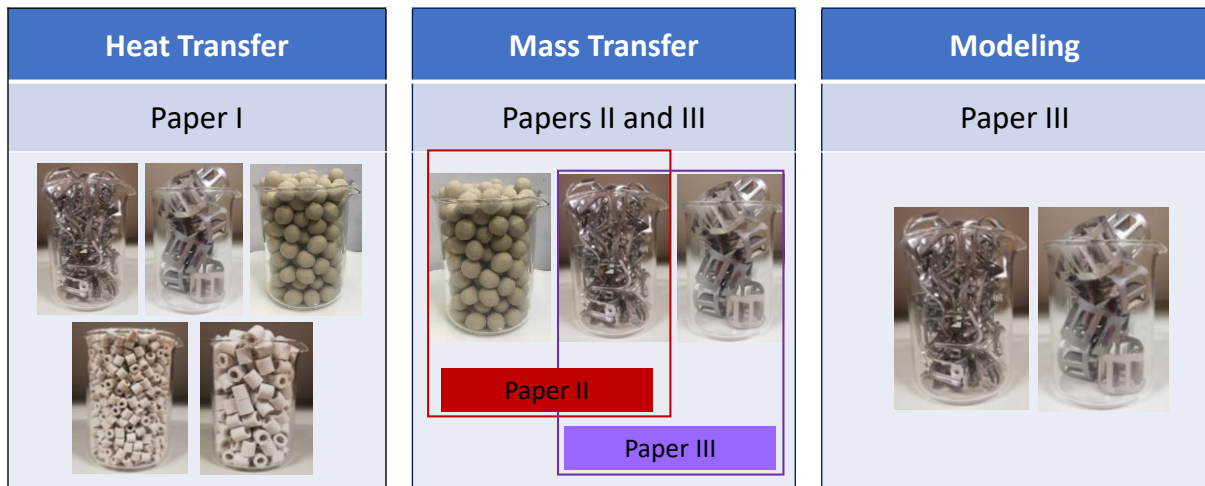 Heat Transfer
Paper I
Mass Transfer
Papers II and III
Paper II
Paper III
Modeling
Paper III